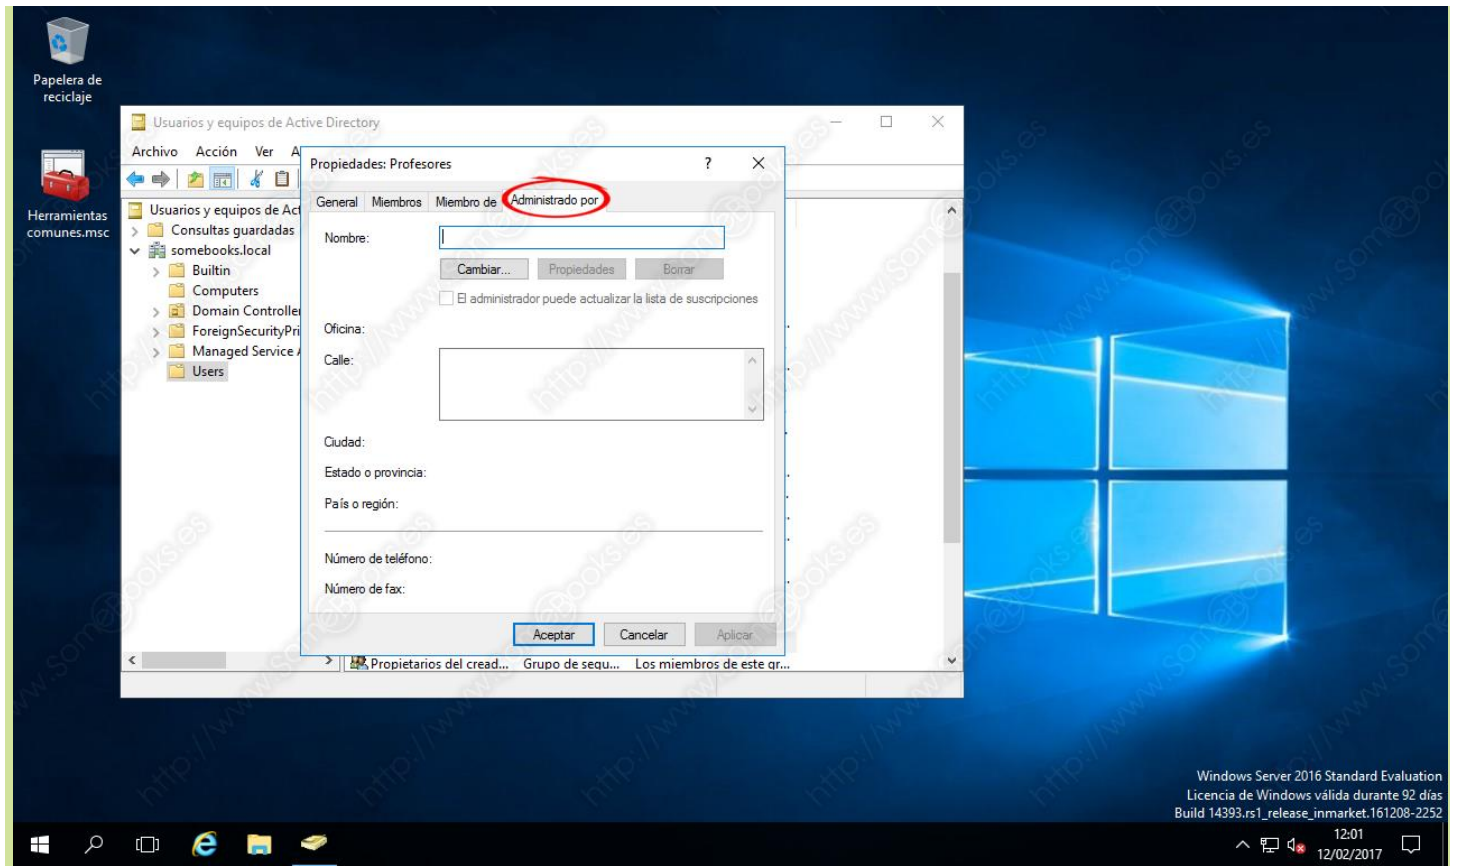 Papelera de
reciclaje
Herramientas
comunes.msc
Usuarios y equipos de Active Directory
Archivo Acción Ver A
Usuarios y equipos de Act
Consultas guardadas
somebooks.local
Builtin
Computers
Domain Controller
ForeignSecurityPri
Managed Service A
Users
Propiedades: Profesores
General Miembros Miembro de Administrado por
Nombre:
Cambiar... Propiedades Borrar
El administrador puede actualizar la lista de suscripciones
Oficina:
Calle:
Ciudad:
Estado o provincia:
País o región:
Número de teléfono:
Número de fax:
Aceptar Cancelar Aplicar
Propietarios del cread... Grupo de segu... Los miembros de este gr...
Windows Server 2016 Standard Evaluation
Licencia de Windows válida durante 92 días
Build 14393.rs1_release_inmarket.161208-2252
12:01
12/02/2017
http://www.SomeBooks.es